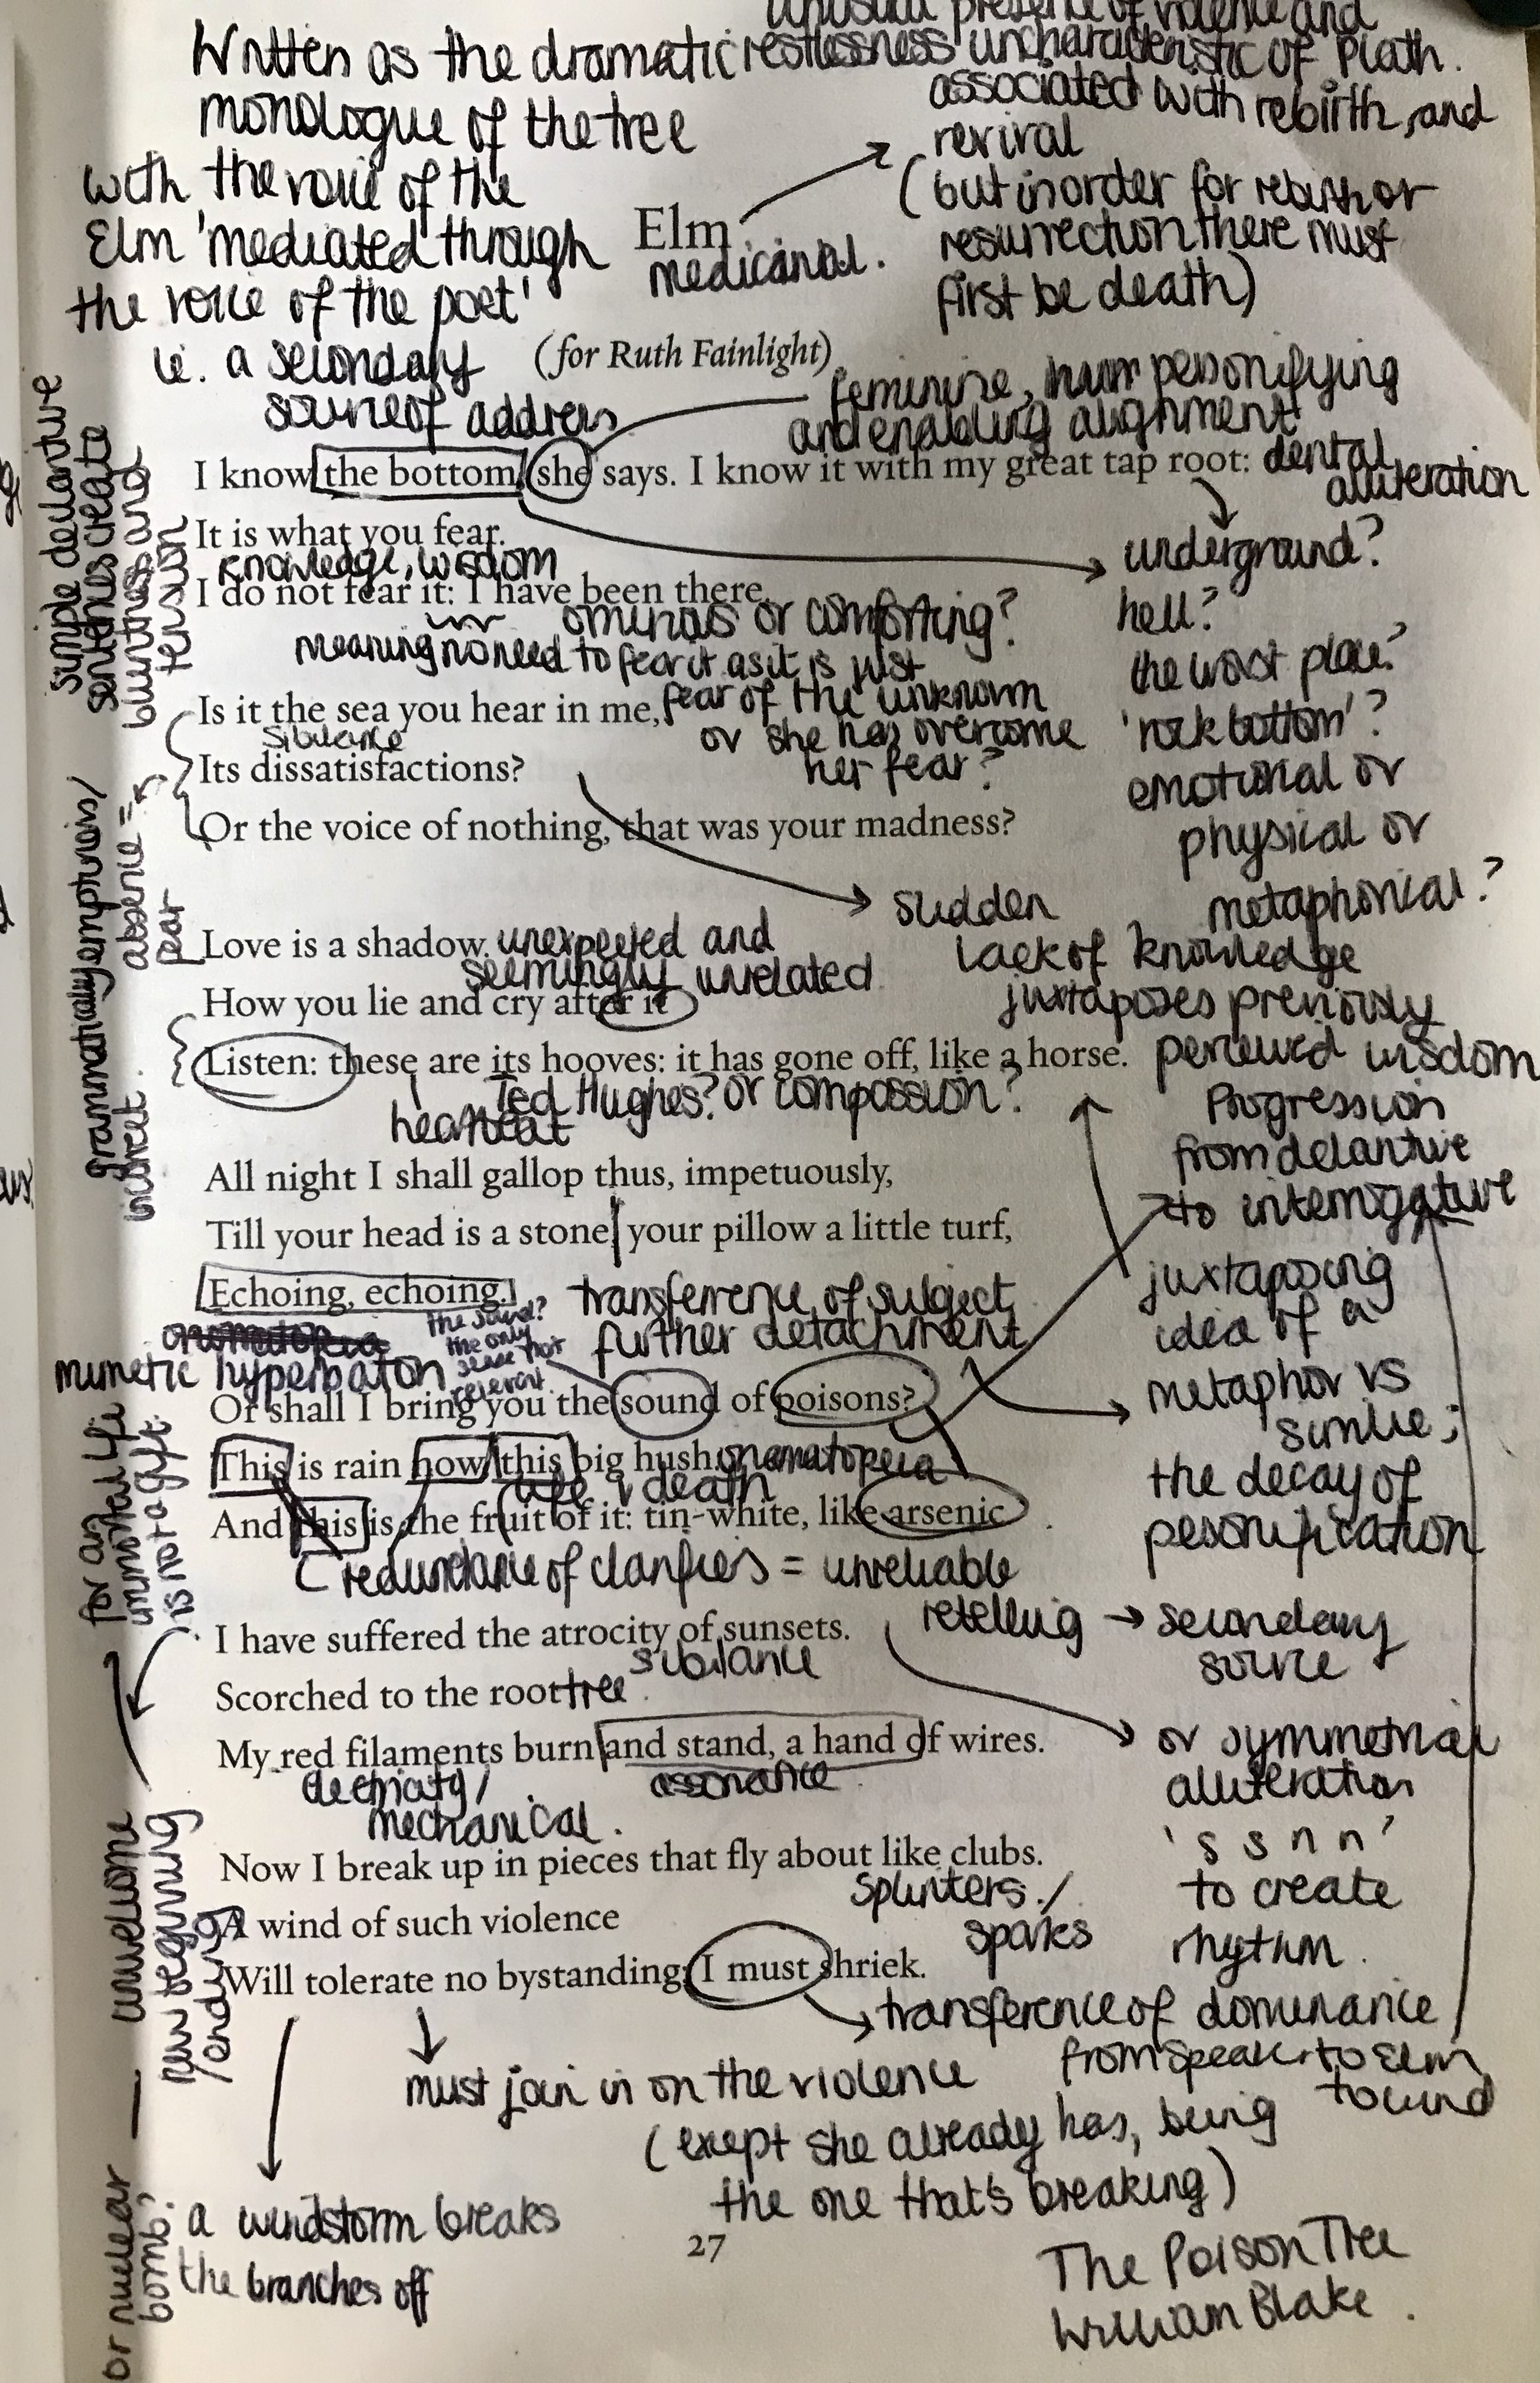 unusual presence of violence and
restlessness uncharacteristic of Plath.
Written as the dramatic
monologue of the tree
with the voice of the
Elm 'mediated through
the voice of the poet'
ie. a secondary
source of address
associated with rebirth, and
revival
(but in order for rebirth or
resurrection there must
first be death)
Elm
medicinal.
(for Ruth Fainlight)
feminine, personifying
and enabling alignment
simple declarative
sentences create
bluntness and
tension
I know the bottom, she says. I know it with my great tap root:
dental
alliteration
It is what you fear.
knowledge, wisdom
I do not fear it: I have been there.
ominous or comforting?
meaning no need to fear it as it is just
fear of the unknown
or she has overcome
her fear?
underground?
hell?
the worst place?
'rock bottom'?
emotional or
physical or
metaphorical?
Is it the sea you hear in me,
sibilance
Its dissatisfactions?
Or the voice of nothing, that was your madness?
sudden
lack of knowledge
juxtaposes previously
perceived wisdom
Progression
from declarative
to interrogative
grammatically emptiness/
absence =
fear
Love is a shadow.
unexpected and
seemingly unrelated
How you lie and cry after it
Listen: these are its hooves: it has gone off, like a horse.
Ted Hughes? or compassion?
heartbeat
incorrect.
All night I shall gallop thus, impetuously,
Till your head is a stone, your pillow a little turf,
Echoing, echoing.
onomatopoeia
mimetic hyperbaton
the sound?
the only
sense that
relevant.
transference of subject
further detachment
juxtaposing
idea of a
metaphor vs
simile;
the decay of
personification
Or shall I bring you the sound of poisons?
This is rain now, this big hush.
onomatopoeia
life v death
And this is the fruit of it: tin-white, like arsenic.
redundance of clarifiers = unreliable
retelling → secondary
source
for an
immortal life
is not a gift.
I have suffered the atrocity of sunsets.
sibilance
Scorched to the root
tree
My red filaments burn and stand, a hand of wires.
electricity/
mechanical.
assonance
or symmetrical
alliteration
's s n n'
to create
rhythm.
Now I break up in pieces that fly about like clubs.
splinters/
sparks
A wind of such violence
Will tolerate no bystanding: I must shriek.
transference of dominance
from speaker to Elm
to wind
unwelcome
new beginning
/ending
must join in on the violence
(exept she already has, being
the one that's breaking)
a windstorm breaks
the branches off
or nuclear
bomb?
27
The Poison Tree
William Blake.